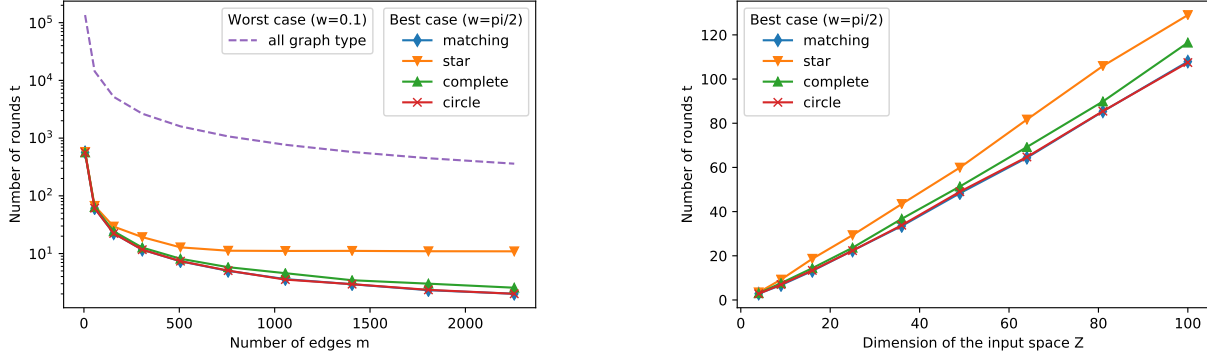 Worst case (w=0.1)
all graph type
Best case (w=pi/2)
matching
star
complete
circle
Number of rounds t
10^5
10^4
10^3
10^2
10^1
0
500
1000
1500
2000
Number of edges m
Best case (w=pi/2)
matching
star
complete
circle
Number of rounds t
120
100
80
60
40
20
0
0
20
40
60
80
100
Dimension of the input space Z